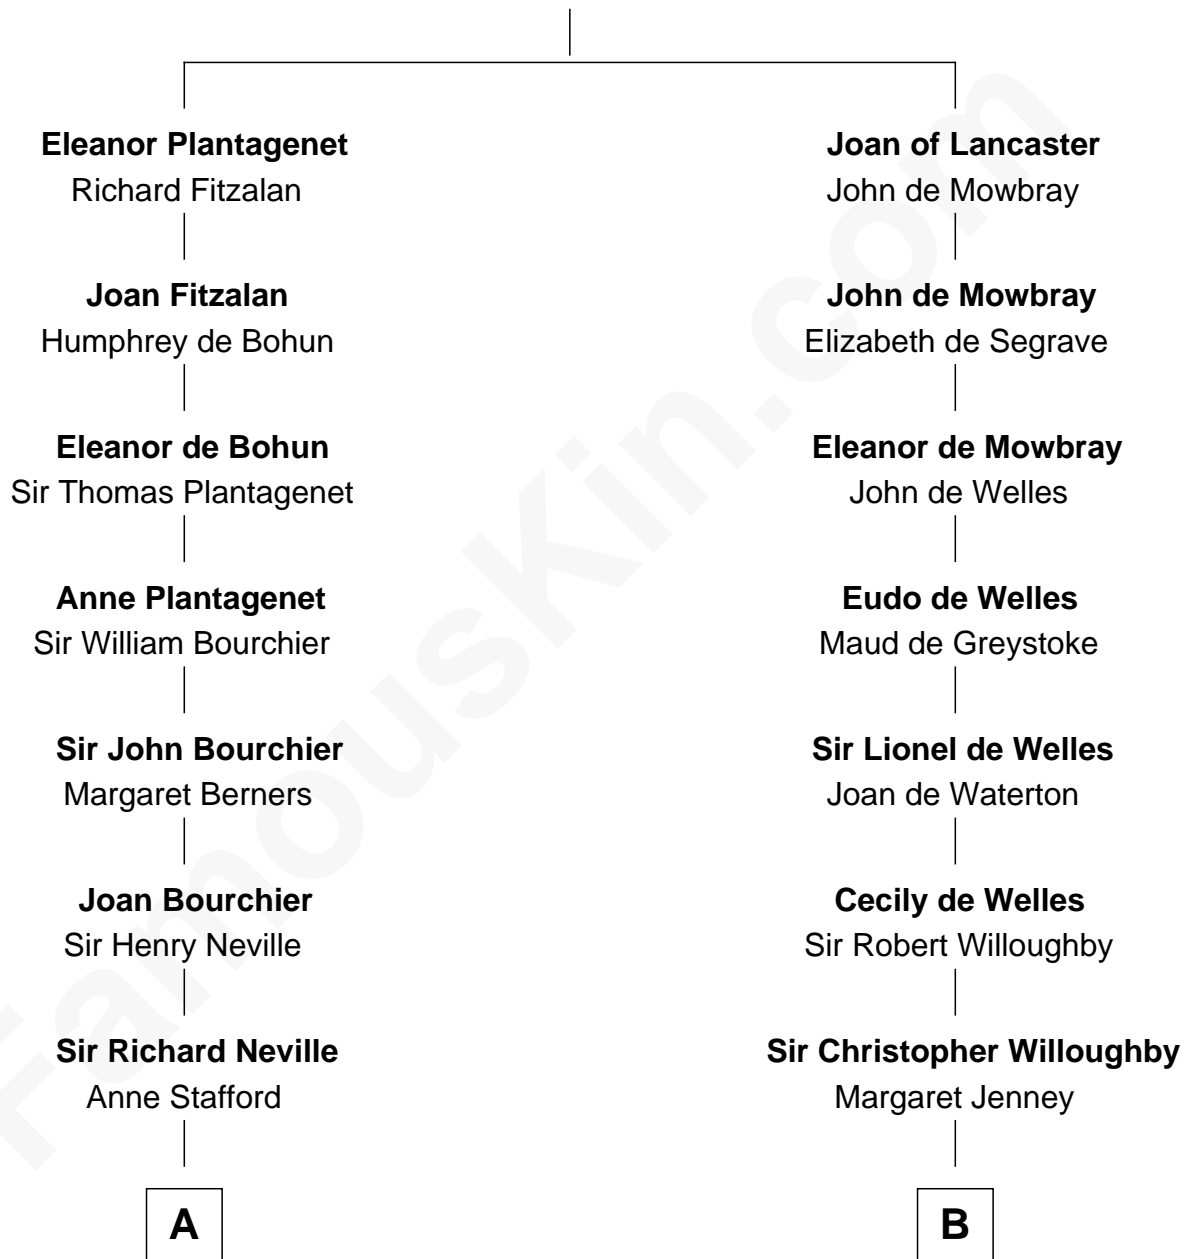 Eleanor Plantagenet
Richard Fitzalan
Joan Fitzalan
Humphrey de Bohun
Eleanor de Bohun
Sir Thomas Plantagenet
Anne Plantagenet
Sir William Bourchier
Sir John Bourchier
Margaret Berners
Joan Bourchier
Sir Henry Neville
Sir Richard Neville
Anne Stafford
A
Joan of Lancaster
John de Mowbray
John de Mowbray
Elizabeth de Segrave
Eleanor de Mowbray
John de Welles
Eudo de Welles
Maud de Greystoke
Sir Lionel de Welles
Joan de Waterton
Cecily de Welles
Sir Robert Willoughby
Sir Christopher Willoughby
Margaret Jenney
B
FamousKin.com